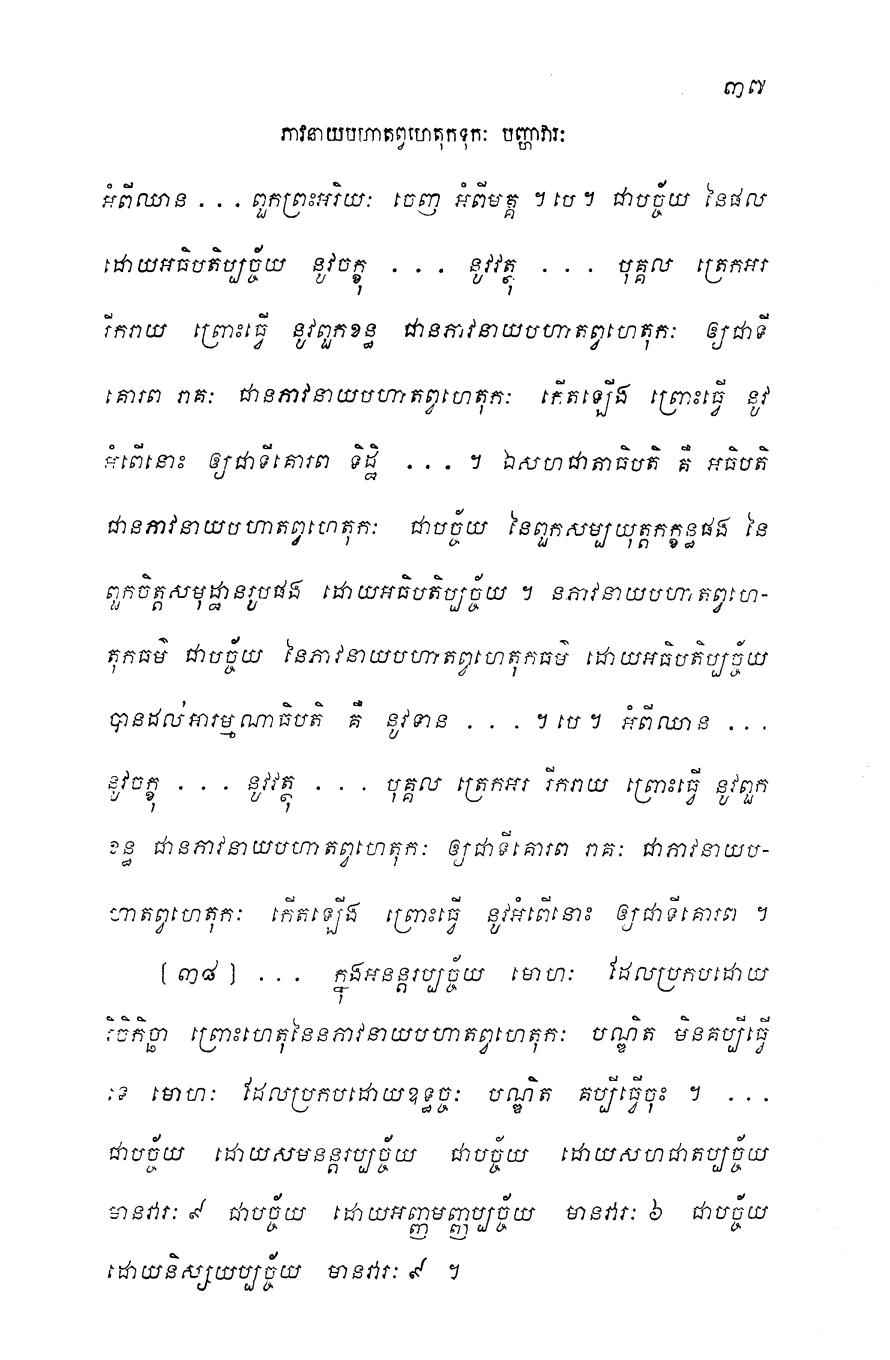 ៣៧
ភាវនាយបហាតព្វហេតុកទុកៈ បញ្ហាវារៈ
អំពីឈាន . . . ពួកព្រះអរិយៈ ចេញ អំពីមគ្គ ។ បេ ។ ជាបច្ច័យ នៃផល
ដោយអធិបតិប្បច្ច័យ នូវចក្ខុ . . . នូវវត្ថុ . . . បុគ្គល ត្រេកអរ
រីករាយ ព្រោះធ្វើ នូវពួកខន្ធ ជានភាវនាយបហាតព្វហេតុកៈ ឲ្យជាទី
គោរព រាគៈ ជានភាវនាយបហាតព្វហេតុកៈ កើតឡើង ព្រោះធ្វើ នូវ
អំពើនោះ ឲ្យជាទីគោរព ទិដ្ឋិ . . . ។ ឯសហជាតាធិបតិ គឺ អធិបតិ
ជានភាវនាយបហាតព្វហេតុកៈ ជាបច្ច័យ នៃពួកសម្បយុត្តកក្ខន្ធផង នៃ
ពួកចិត្តសមុដ្ឋានរូបផង ដោយអធិបតិប្បច្ច័យ ។ នភាវនាយបហាតព្វហេ-
តុកធម៌ ជាបច្ច័យ នៃភាវនាយបហាតព្វហេតុកធម៌ ដោយអធិបតិប្បច្ច័យ
បានដល់អារម្មណាធិបតិ គឺ នូវទាន . . . ។ បេ ។ អំពីឈាន . . .
នូវចក្ខុ . . . នូវវត្ថុ . . . បុគ្គល ត្រេកអរ រីករាយ ព្រោះធ្វើ នូវពួក
ខន្ធ ជានភាវនាយបហាតព្វហេតុកៈ ឲ្យជាទីគោរព រាគៈ ជាភាវនាយប-
ហាតព្វហេតុកៈ កើតឡើង ព្រោះធ្វើ នូវអំពើនោះ ឲ្យជាទីគោរព ។
[ ៣៨ ] . . . ក្នុងអនន្តរប្បច្ច័យ មោហៈ ដែលប្រកបដោយ
វិចិកិច្ឆា ព្រោះហេតុនៃនភាវនាយបហាតព្វហេតុកៈ បណ្ឌិត មិនគប្បីធ្វើ
ទេ មោហៈ ដែលប្រកបដោយឧទ្ធច្ចៈ បណ្ឌិត គប្បីធ្វើចុះ ។ . . .
ជាបច្ច័យ ដោយសមនន្តរប្បច្ច័យ ជាបច្ច័យ ដោយសហជាតប្បច្ច័យ
មានវារៈ ៩ ជាបច្ច័យ ដោយអញ្ញមញ្ញប្បច្ច័យ មានវារៈ ៦ ជាបច្ច័យ
ដោយនិស្សយប្បច្ច័យ មានវារៈ ៩ ។